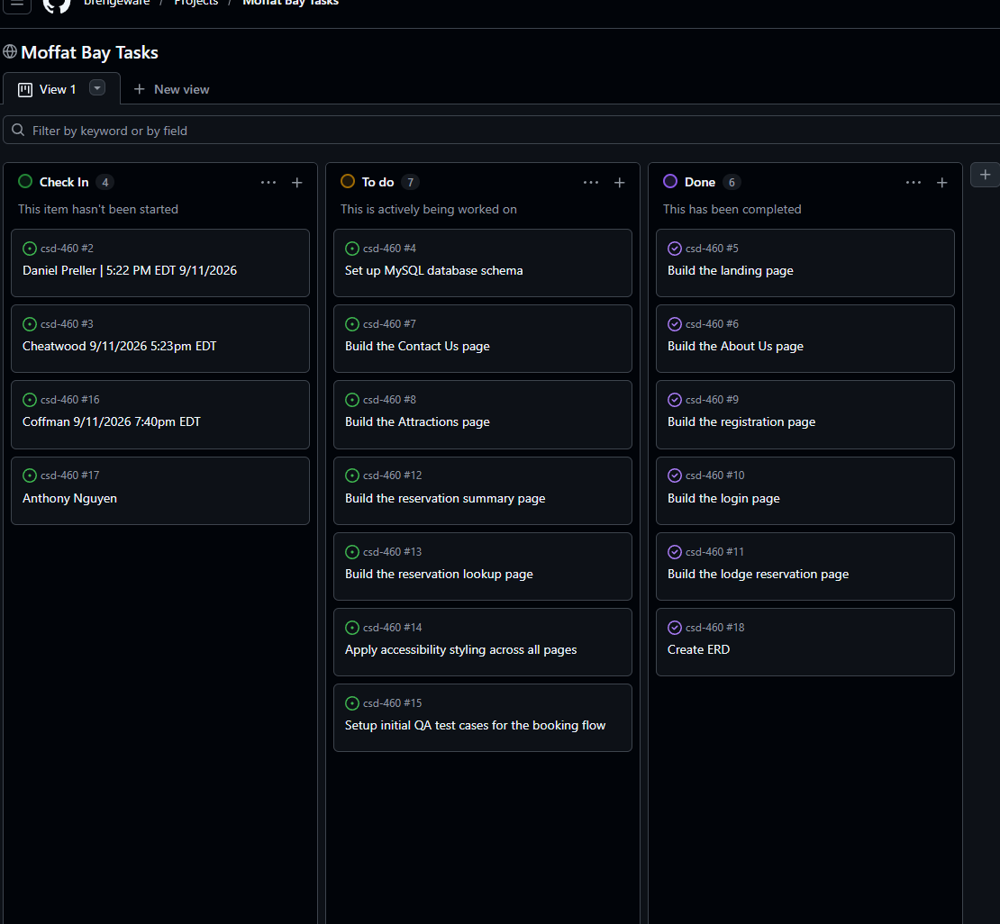 brengeware / Projects / Moffat Bay Tasks
Moffat Bay Tasks
View 1
New view
Filter by keyword or by field
Check In 4
This item hasn't been started
csd-460 #2
Daniel Preller | 5:22 PM EDT 9/11/2026
csd-460 #3
Cheatwood 9/11/2026 5:23pm EDT
csd-460 #16
Coffman 9/11/2026 7:40pm EDT
csd-460 #17
Anthony Nguyen
To do 7
This is actively being worked on
csd-460 #4
Set up MySQL database schema
csd-460 #7
Build the Contact Us page
csd-460 #8
Build the Attractions page
csd-460 #12
Build the reservation summary page
csd-460 #13
Build the reservation lookup page
csd-460 #14
Apply accessibility styling across all pages
csd-460 #15
Setup initial QA test cases for the booking flow
Done 6
This has been completed
csd-460 #5
Build the landing page
csd-460 #6
Build the About Us page
csd-460 #9
Build the registration page
csd-460 #10
Build the login page
csd-460 #11
Build the lodge reservation page
csd-460 #18
Create ERD